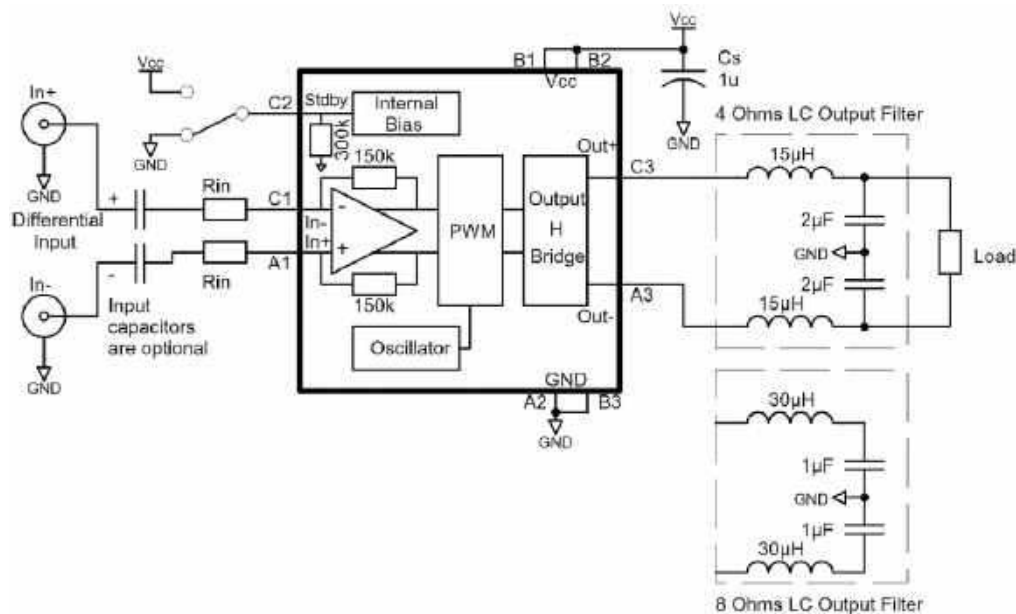 Vcc
Cs
1u
GND
B1
B2
Vcc
Vcc
In+
GND
Differential
Input
GND
C2
Stdby
300k
Internal
Bias
150k
+
Rin
C1
In-
In+
-
+
-
Rin
A1
150k
PWM
Output
H
Bridge
Out+
C3
Out-
A3
Oscillator
In-
GND
Input
capacitors
are optional
GND
A2
B3
GND
4 Ohms LC Output Filter
15µH
2µF
GND
2µF
15µH
Load
30µH
1µF
GND
1µF
30µH
8 Ohms LC Output Filter